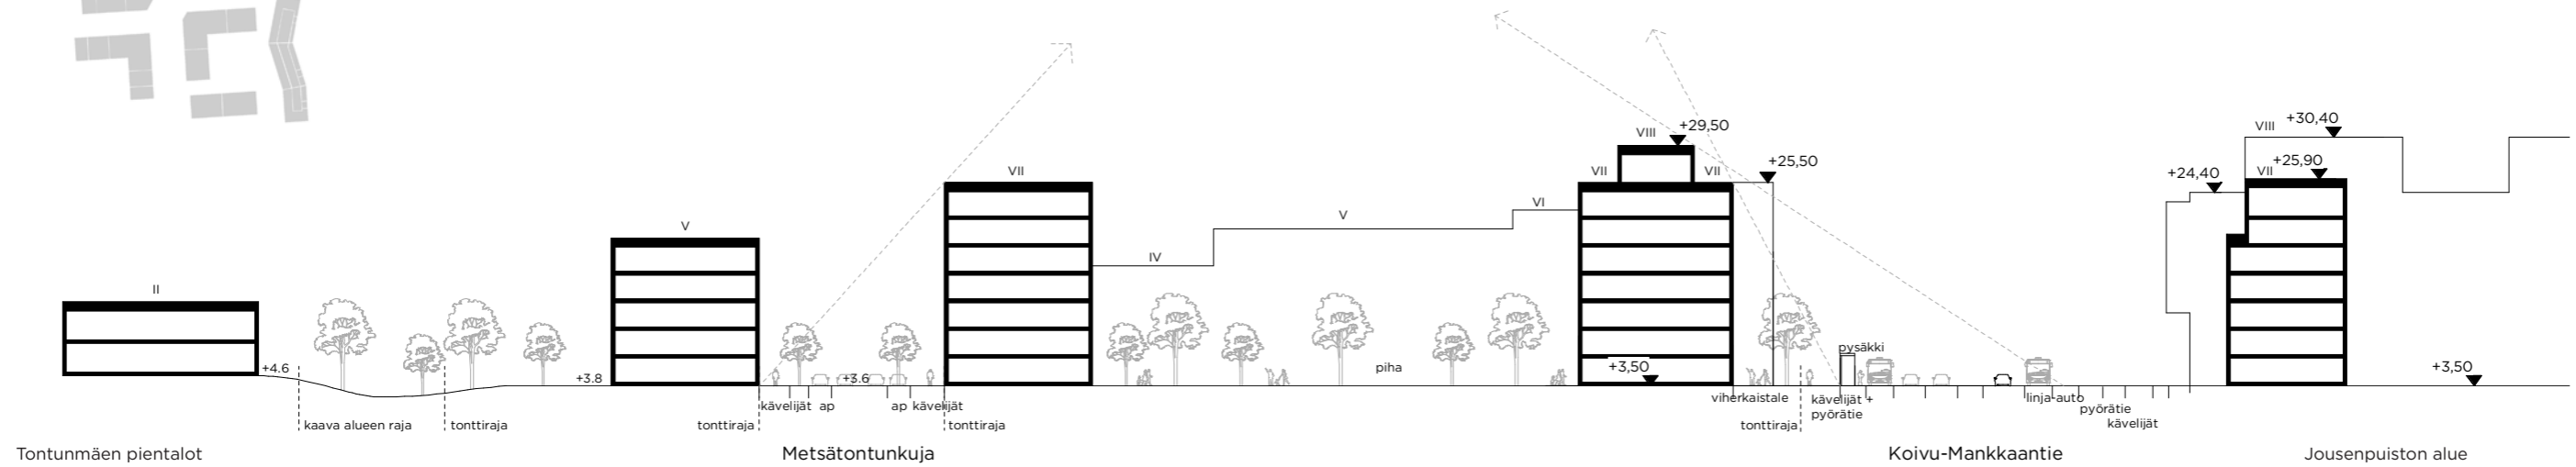 +29,50
VIII
+30,40
VIII
+25,50
+25,90
VII
+24,40
VII
VII
VII
VI
V
V
IV
II
+4.6
+3.8
+3.6
piha
+3,50
pysäkki
+3,50
kävelijät
ap
ap
kävelijät
viherkaistale
kävelijät +
pyörätie
linja-auto
pyörätie
kävelijät
kaava alueen raja
tonttiraja
tonttiraja
tonttiraja
tonttiraja
Tontunmäen pientalot
Metsätontunkuja
Koivu-Mankkaantie
Jousenpuiston alue